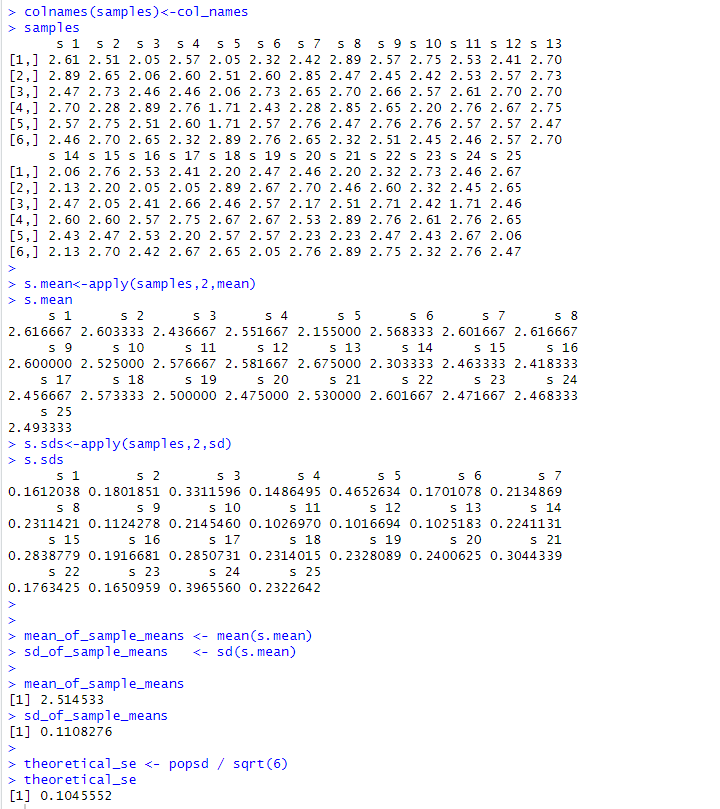 > colnames(samples)<-col_names
> samples
      s 1  s 2  s 3  s 4  s 5  s 6  s 7  s 8  s 9 s 10 s 11 s 12 s 13
[1,] 2.61 2.51 2.05 2.57 2.05 2.32 2.42 2.89 2.57 2.75 2.53 2.41 2.70
[2,] 2.89 2.65 2.06 2.60 2.51 2.60 2.85 2.47 2.45 2.42 2.53 2.57 2.73
[3,] 2.47 2.73 2.46 2.46 2.06 2.73 2.65 2.70 2.66 2.57 2.61 2.70 2.70
[4,] 2.70 2.28 2.89 2.76 1.71 2.43 2.28 2.85 2.65 2.20 2.76 2.67 2.75
[5,] 2.57 2.75 2.51 2.60 1.71 2.57 2.76 2.47 2.76 2.76 2.57 2.57 2.47
[6,] 2.46 2.70 2.65 2.32 2.89 2.76 2.65 2.32 2.51 2.45 2.46 2.57 2.70
     s 14 s 15 s 16 s 17 s 18 s 19 s 20 s 21 s 22 s 23 s 24 s 25
[1,] 2.06 2.76 2.53 2.41 2.20 2.47 2.46 2.20 2.32 2.73 2.46 2.67
[2,] 2.13 2.20 2.05 2.05 2.89 2.67 2.70 2.46 2.60 2.32 2.45 2.65
[3,] 2.47 2.05 2.41 2.66 2.46 2.57 2.17 2.51 2.71 2.42 1.71 2.46
[4,] 2.60 2.60 2.57 2.75 2.67 2.67 2.53 2.89 2.76 2.61 2.76 2.65
[5,] 2.43 2.47 2.53 2.20 2.57 2.57 2.23 2.23 2.47 2.43 2.67 2.06
[6,] 2.13 2.70 2.42 2.67 2.65 2.05 2.76 2.89 2.75 2.32 2.76 2.47
>
> s.mean<-apply(samples,2,mean)
> s.mean
     s 1      s 2      s 3      s 4      s 5      s 6      s 7      s 8
2.616667 2.603333 2.436667 2.551667 2.155000 2.568333 2.601667 2.616667
     s 9     s 10     s 11     s 12     s 13     s 14     s 15     s 16
2.600000 2.525000 2.576667 2.581667 2.675000 2.303333 2.463333 2.418333
    s 17     s 18     s 19     s 20     s 21     s 22     s 23     s 24
2.456667 2.573333 2.500000 2.475000 2.530000 2.601667 2.471667 2.468333
    s 25
2.493333
> s.sds<-apply(samples,2,sd)
> s.sds
      s 1       s 2       s 3       s 4       s 5       s 6       s 7
0.1612038 0.1801851 0.3311596 0.1486495 0.4652634 0.1701078 0.2134869
      s 8       s 9      s 10      s 11      s 12      s 13      s 14
0.2311421 0.1124278 0.2145460 0.1026970 0.1016694 0.1025183 0.2241131
     s 15      s 16      s 17      s 18      s 19      s 20      s 21
0.2838779 0.1916681 0.2850731 0.2314015 0.2328089 0.2400625 0.3044339
     s 22      s 23      s 24      s 25
0.1763425 0.1650959 0.3965560 0.2322642
>
>
> mean_of_sample_means <- mean(s.mean)
> sd_of_sample_means   <- sd(s.mean)
>
> mean_of_sample_means
[1] 2.514533
> sd_of_sample_means
[1] 0.1108276
>
> theoretical_se <- popsd / sqrt(6)
> theoretical_se
[1] 0.1045552